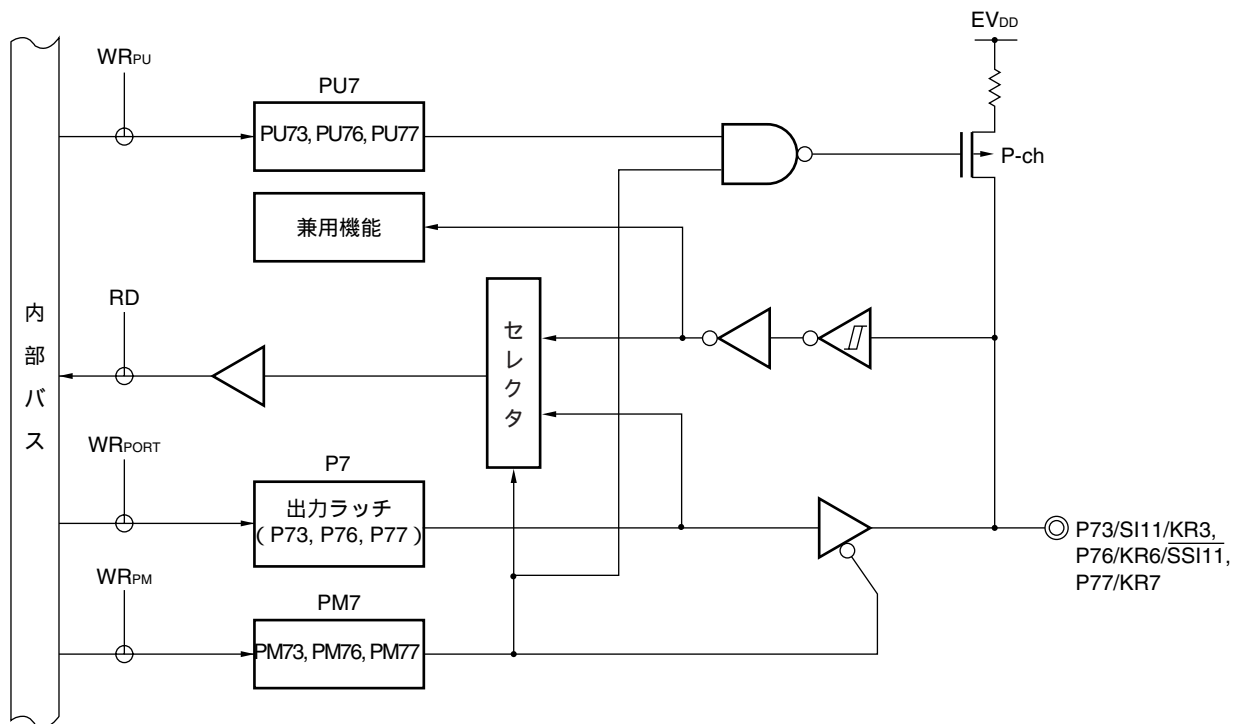 EVDD
WRPU
PU7
PU73, PU76, PU77
P-ch
兼用機能
RD
セレクタ
内部バス
WRPORT
P7
出力ラッチ
( P73, P76, P77 )
P73/SI11/KR3,
P76/KR6/SSI11,
P77/KR7
WRPM
PM7
PM73, PM76, PM77